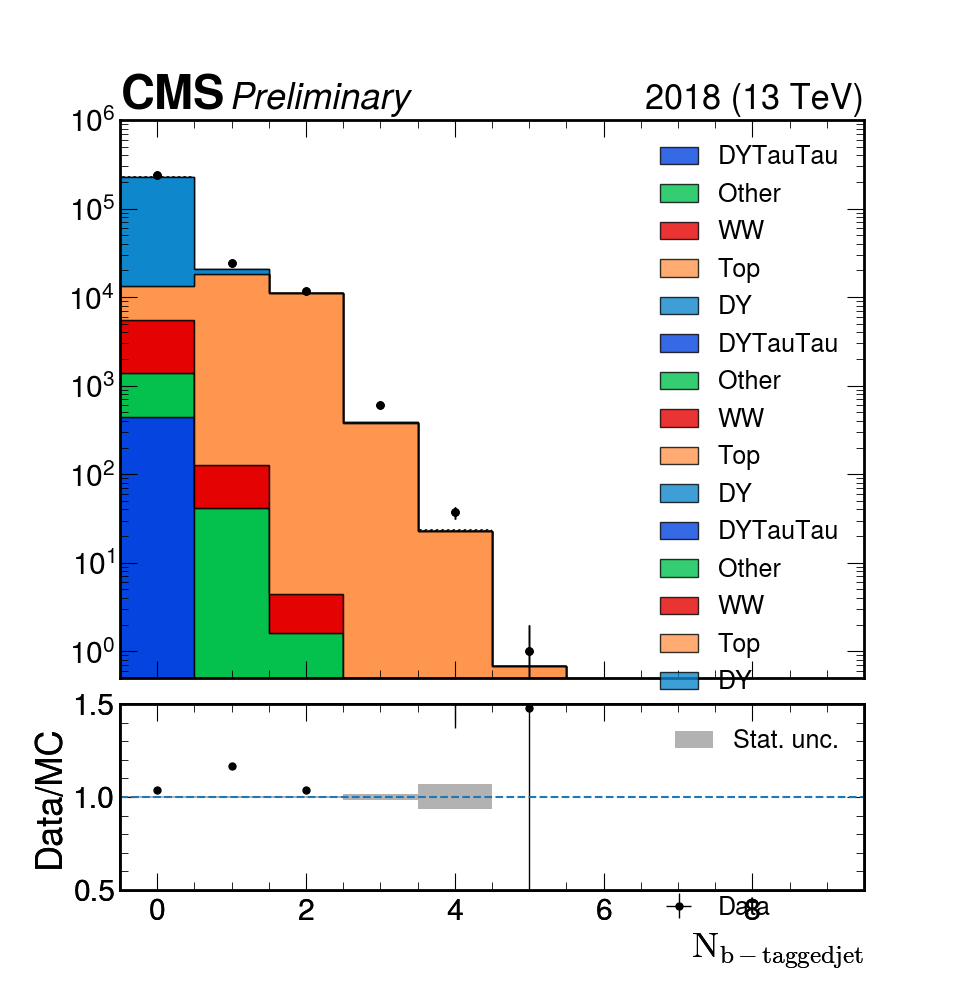 CMS Preliminary 2018 (13 TeV)
10^6
10^5
10^4
10^3
10^2
10^1
10^0
DYTauTau
Other
WW
Top
DY
DYTauTau
Other
WW
Top
DY
DYTauTau
Other
WW
Top
DY
1.5
1.0
0.5
Data/MC
Stat. unc.
0 2 4 6 8
Data
N_{b-taggedjet}